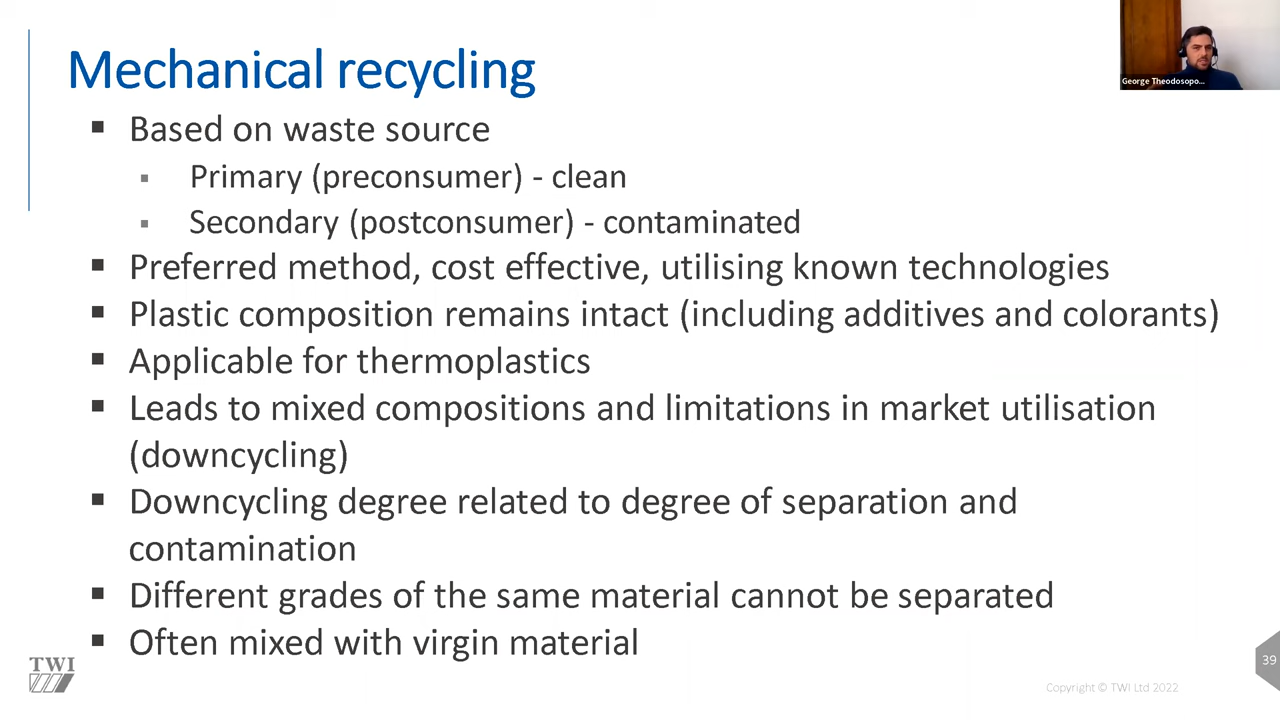 Mechanical recycling
George Theodosopo...
Based on waste source
Primary (preconsumer) - clean
Secondary (postconsumer) - contaminated
Preferred method, cost effective, utilising known technologies
Plastic composition remains intact (including additives and colorants)
Applicable for thermoplastics
Leads to mixed compositions and limitations in market utilisation
(downcycling)
Downcycling degree related to degree of separation and
contamination
Different grades of the same material cannot be separated
Often mixed with virgin material
TWI
39
Copyright © TWI Ltd 2022